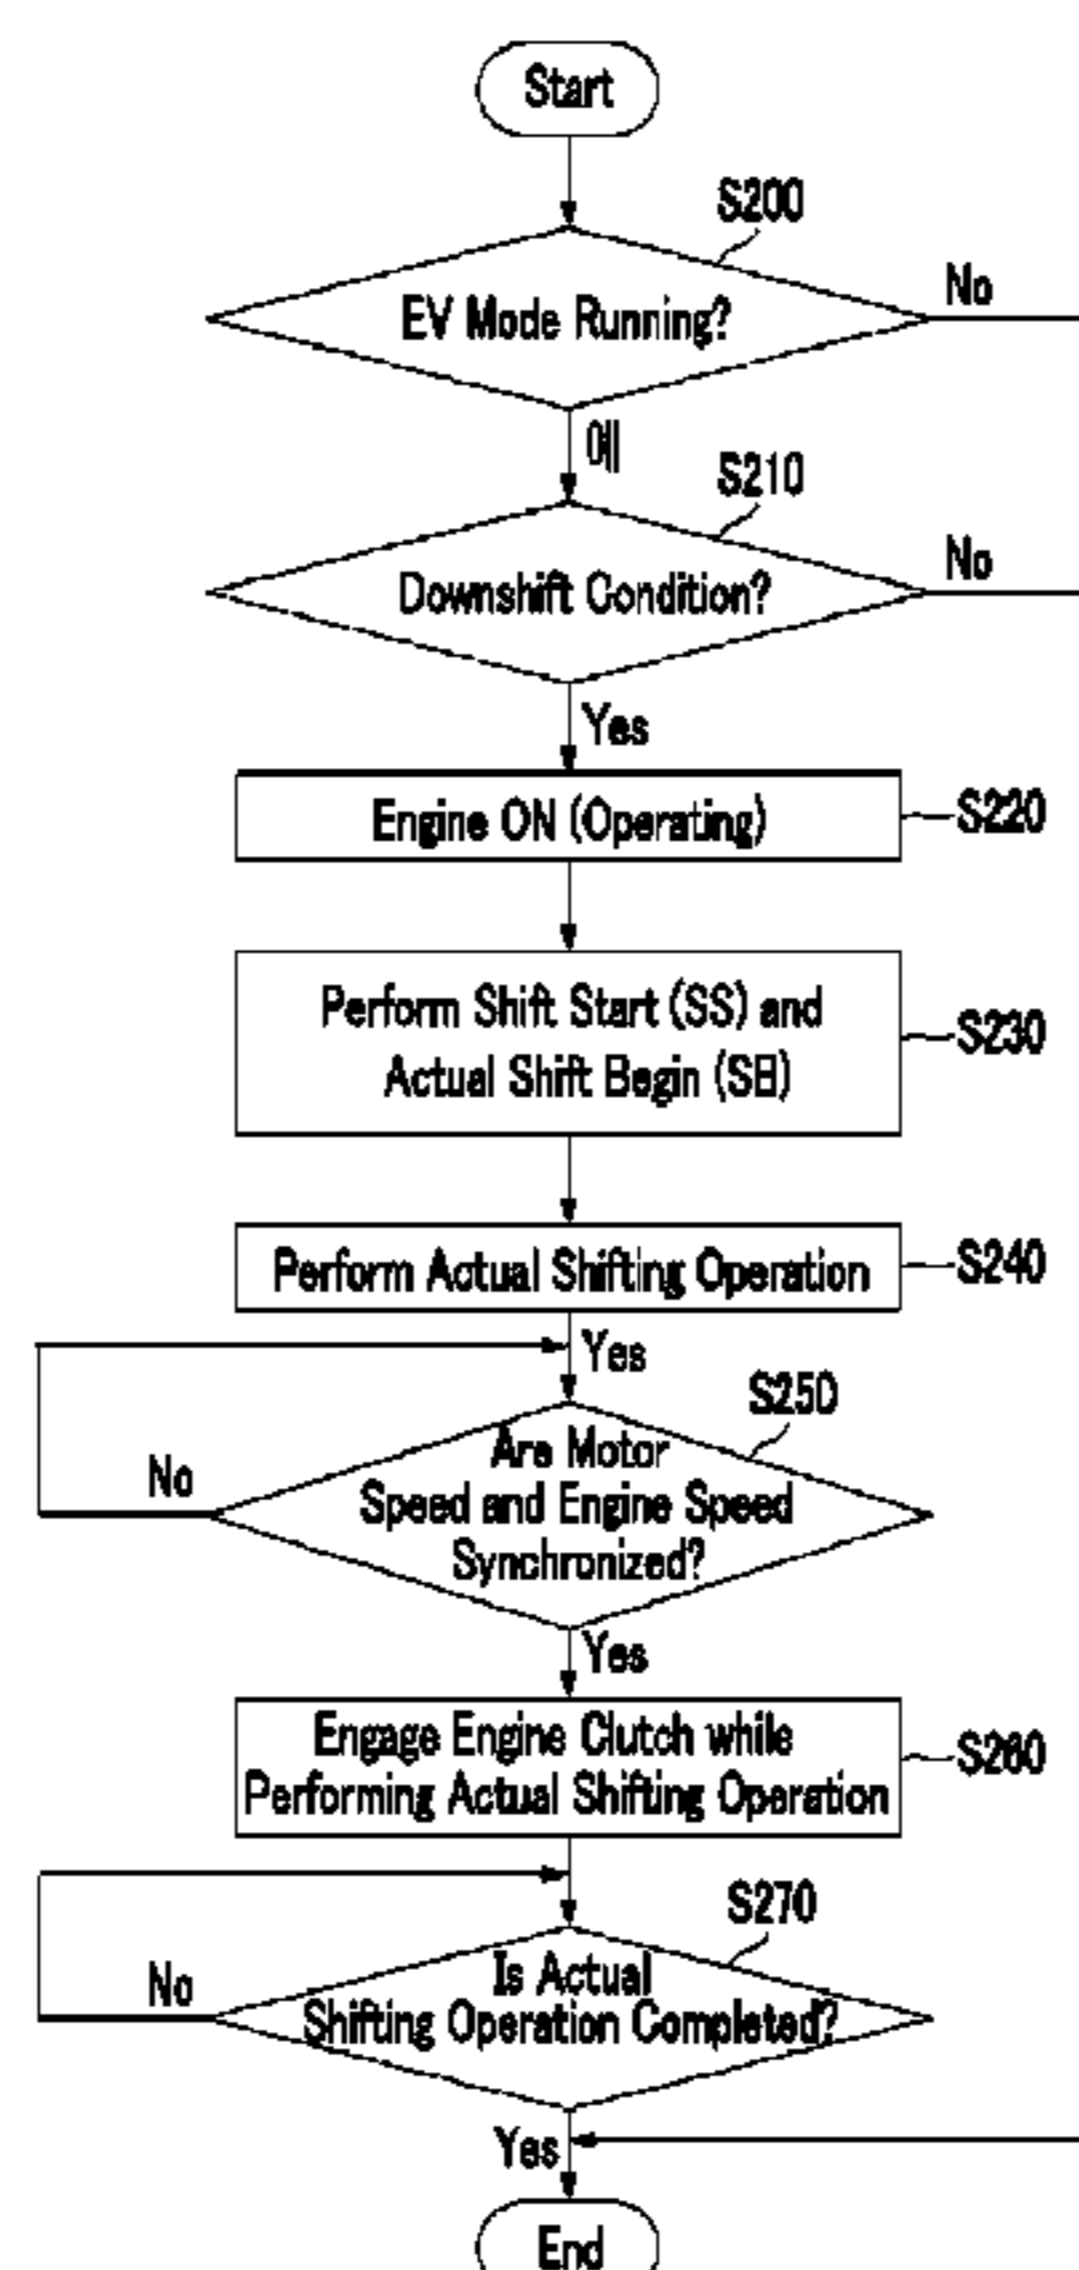 Start
S200
EV Mode Running?
No
예
S210
Downshift Condition?
No
Yes
Engine ON (Operating)
S220
Perform Shift Start (SS) and
Actual Shift Begin (SB)
S230
Perform Actual Shifting Operation
S240
Yes
S250
Are Motor
Speed and Engine Speed
Synchronized?
No
Yes
Engage Engine Clutch while
Performing Actual Shifting Operation
S260
S270
Is Actual
Shifting Operation Completed?
No
Yes
End